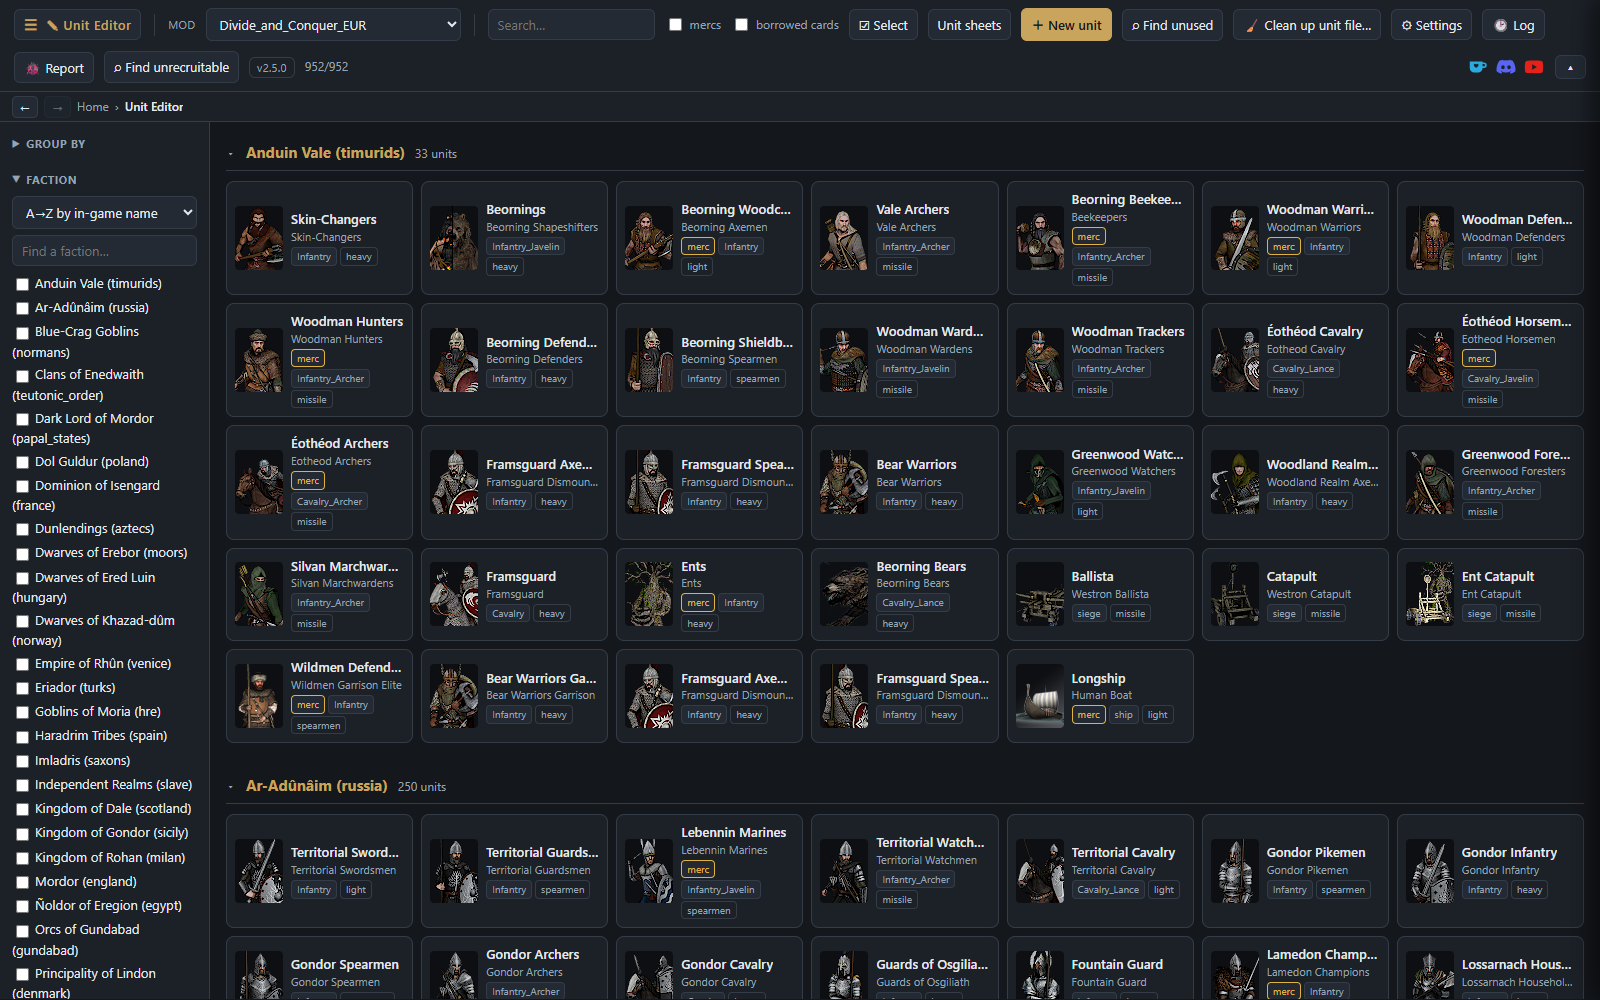 ☰ ✎ Unit Editor
MOD
Divide_and_Conquer_EUR
Search...
mercs
borrowed cards
☑ Select
Unit sheets
+ New unit
⌕ Find unused
Clean up unit file...
⚙ Settings
Log
Report
⌕ Find unrecruitable
v2.5.0
952/952
← → Home › Unit Editor
▶ GROUP BY
▼ FACTION
A→Z by in-game name
Find a faction...
Anduin Vale (timurids)
Ar-Adûnâim (russia)
Blue-Crag Goblins
(normans)
Clans of Enedwaith
(teutonic_order)
Dark Lord of Mordor
(papal_states)
Dol Guldur (poland)
Dominion of Isengard
(france)
Dunlendings (aztecs)
Dwarves of Erebor (moors)
Dwarves of Ered Luin
(hungary)
Dwarves of Khazad-dûm
(norway)
Empire of Rhûn (venice)
Eriador (turks)
Goblins of Moria (hre)
Haradrim Tribes (spain)
Imladris (saxons)
Independent Realms (slave)
Kingdom of Dale (scotland)
Kingdom of Gondor (sicily)
Kingdom of Rohan (milan)
Mordor (england)
Ñoldor of Eregion (egypt)
Orcs of Gundabad
(gundabad)
Principality of Lindon
(denmark)
Anduin Vale (timurids) 33 units
Skin-Changers
Skin-Changers
Infantry heavy
Beornings
Beorning Shapeshifters
Infantry_Javelin
heavy
Beorning Woodc...
Beorning Axemen
merc Infantry
light
Vale Archers
Vale Archers
Infantry_Archer
missile
Beorning Beekee...
Beekeepers
merc
Infantry_Archer
missile
Woodman Warri...
Woodman Warriors
merc Infantry
light
Woodman Defen...
Woodman Defenders
Infantry light
Woodman Hunters
Woodman Hunters
merc
Infantry_Archer
missile
Beorning Defend...
Beorning Defenders
Infantry heavy
Beorning Shieldb...
Beorning Spearmen
Infantry spearmen
Woodman Ward...
Woodman Wardens
Infantry_Javelin
missile
Woodman Trackers
Woodman Trackers
Infantry_Archer
missile
Éothéod Cavalry
Eotheod Cavalry
Cavalry_Lance
heavy
Éothéod Horsem...
Eotheod Horsemen
merc
Cavalry_Javelin
missile
Éothéod Archers
Eotheod Archers
merc
Cavalry_Archer
missile
Framsguard Axe...
Framsguard Dismoun...
Infantry heavy
Framsguard Spea...
Framsguard Dismoun...
Infantry heavy
Bear Warriors
Bear Warriors
Infantry heavy
Greenwood Watc...
Greenwood Watchers
Infantry_Javelin
light
Woodland Realm...
Woodland Realm Axe...
Infantry heavy
Greenwood Fore...
Greenwood Foresters
Infantry_Archer
missile
Silvan Marchwar...
Silvan Marchwardens
Infantry_Archer
missile
Framsguard
Framsguard
Cavalry heavy
Ents
Ents
merc Infantry
heavy
Beorning Bears
Beorning Bears
Cavalry_Lance
heavy
Ballista
Westron Ballista
siege missile
Catapult
Westron Catapult
siege missile
Ent Catapult
Ent Catapult
siege missile
Wildmen Defend...
Wildmen Garrison Elite
merc Infantry
spearmen
Bear Warriors Ga...
Bear Warriors Garrison
Infantry heavy
Framsguard Axe...
Framsguard Dismoun...
Infantry heavy
Framsguard Spea...
Framsguard Dismoun...
Infantry heavy
Longship
Human Boat
merc ship light
Ar-Adûnâim (russia) 250 units
Territorial Sword...
Territorial Swordsmen
Infantry light
Territorial Guards...
Territorial Guardsmen
Infantry spearmen
Lebennin Marines
Lebennin Marines
merc
Infantry_Javelin
spearmen
Territorial Watch...
Territorial Watchmen
Infantry_Archer
missile
Territorial Cavalry
Territorial Cavalry
Cavalry_Lance light
Gondor Pikemen
Gondor Pikemen
Infantry spearmen
Gondor Infantry
Gondor Infantry
Infantry heavy
Gondor Spearmen
Gondor Spearmen
Gondor Archers
Gondor Archers
Infantry_Archer
Gondor Cavalry
Gondor Cavalry
Guards of Osgilia...
Guards of Osgiliath
Fountain Guard
Fountain Guard
Lamedon Champ...
Lamedon Champions
merc Infantry
Lossarnach Hous...
Lossarnach Househol...